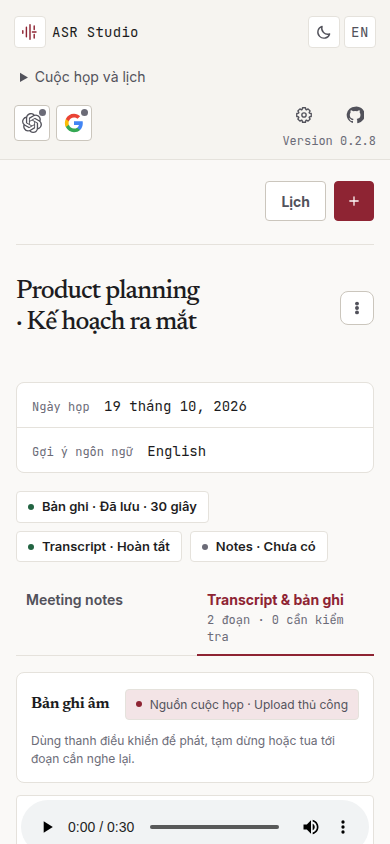 ASR Studio
EN
Cuộc họp và lịch
Version 0.2.8
Lịch
+
Product planning
· Kế hoạch ra mắt
Ngày họp 19 tháng 10, 2026
Gợi ý ngôn ngữ English
Bản ghi · Đã lưu · 30 giây
Transcript · Hoàn tất
Notes · Chưa có
Meeting notes
Transcript & bản ghi
2 đoạn · 0 cần kiểm
tra
Bản ghi âm
Nguồn cuộc họp · Upload thủ công
Dùng thanh điều khiển để phát, tạm dừng hoặc tua tới
đoạn cần nghe lại.
0:00 / 0:30